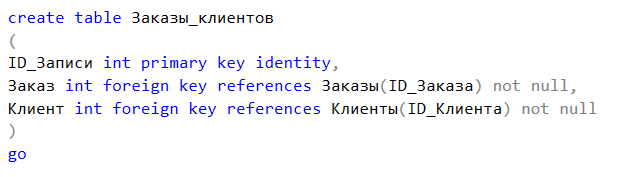 create table Заказы_клиентов
(
ID_Записи int primary key identity,
Заказ int foreign key references Заказы(ID_Заказа) not null,
Клиент int foreign key references Клиенты(ID_Клиента) not null
)
go